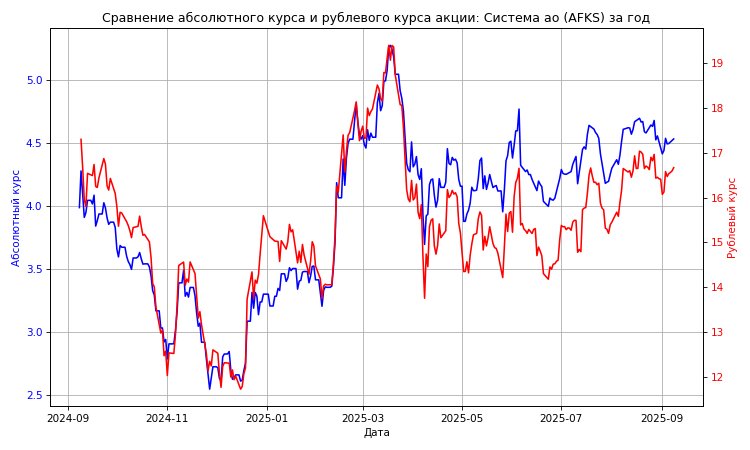 Сравнение абсолютного курса и рублевого курса акции: Система ао (AFKS) за год
Абсолютный курс
5.0
4.5
4.0
3.5
3.0
2.5
19
18
17
16
15
14
13
12
Рублевый курс
2024-09 2024-11 2025-01 2025-03 2025-05 2025-07 2025-09
Дата